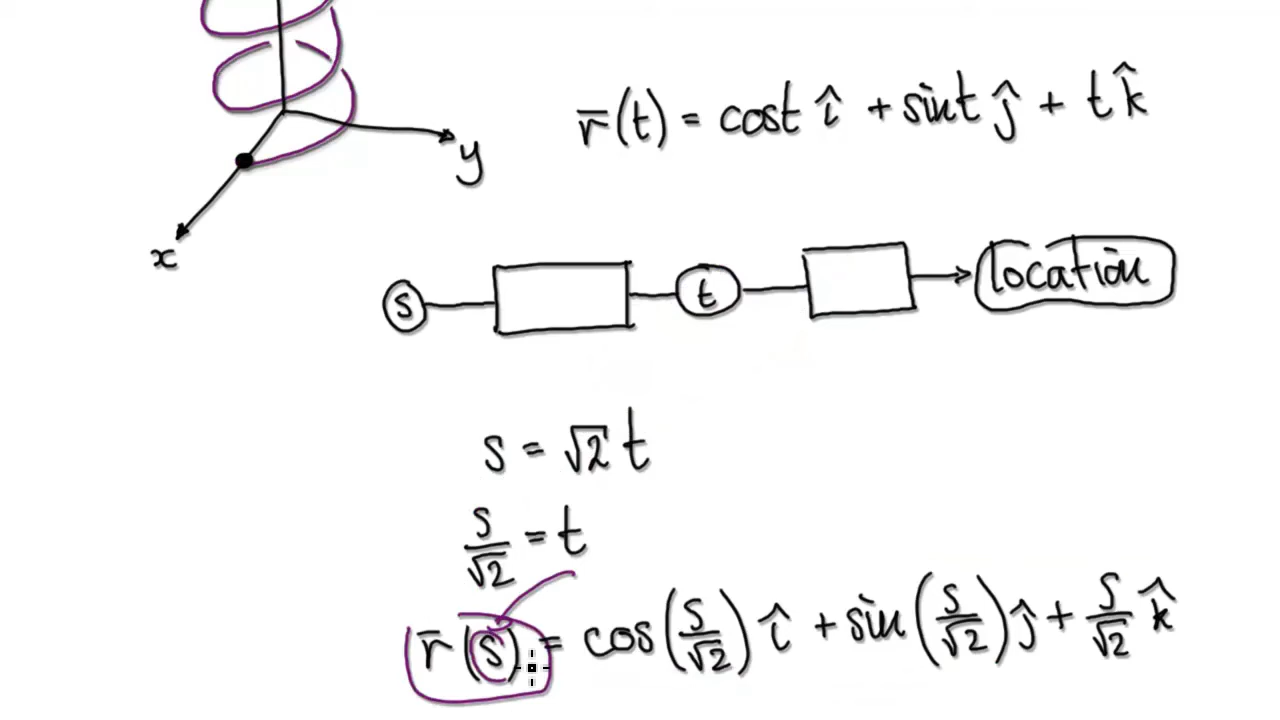 r̄(t) = cost î + sint ĵ + t k̂
y
x
s t location
s = √2 t
s/√2 = t
r̄(s) = cos(s/√2) î + sin(s/√2) ĵ + s/√2 k̂